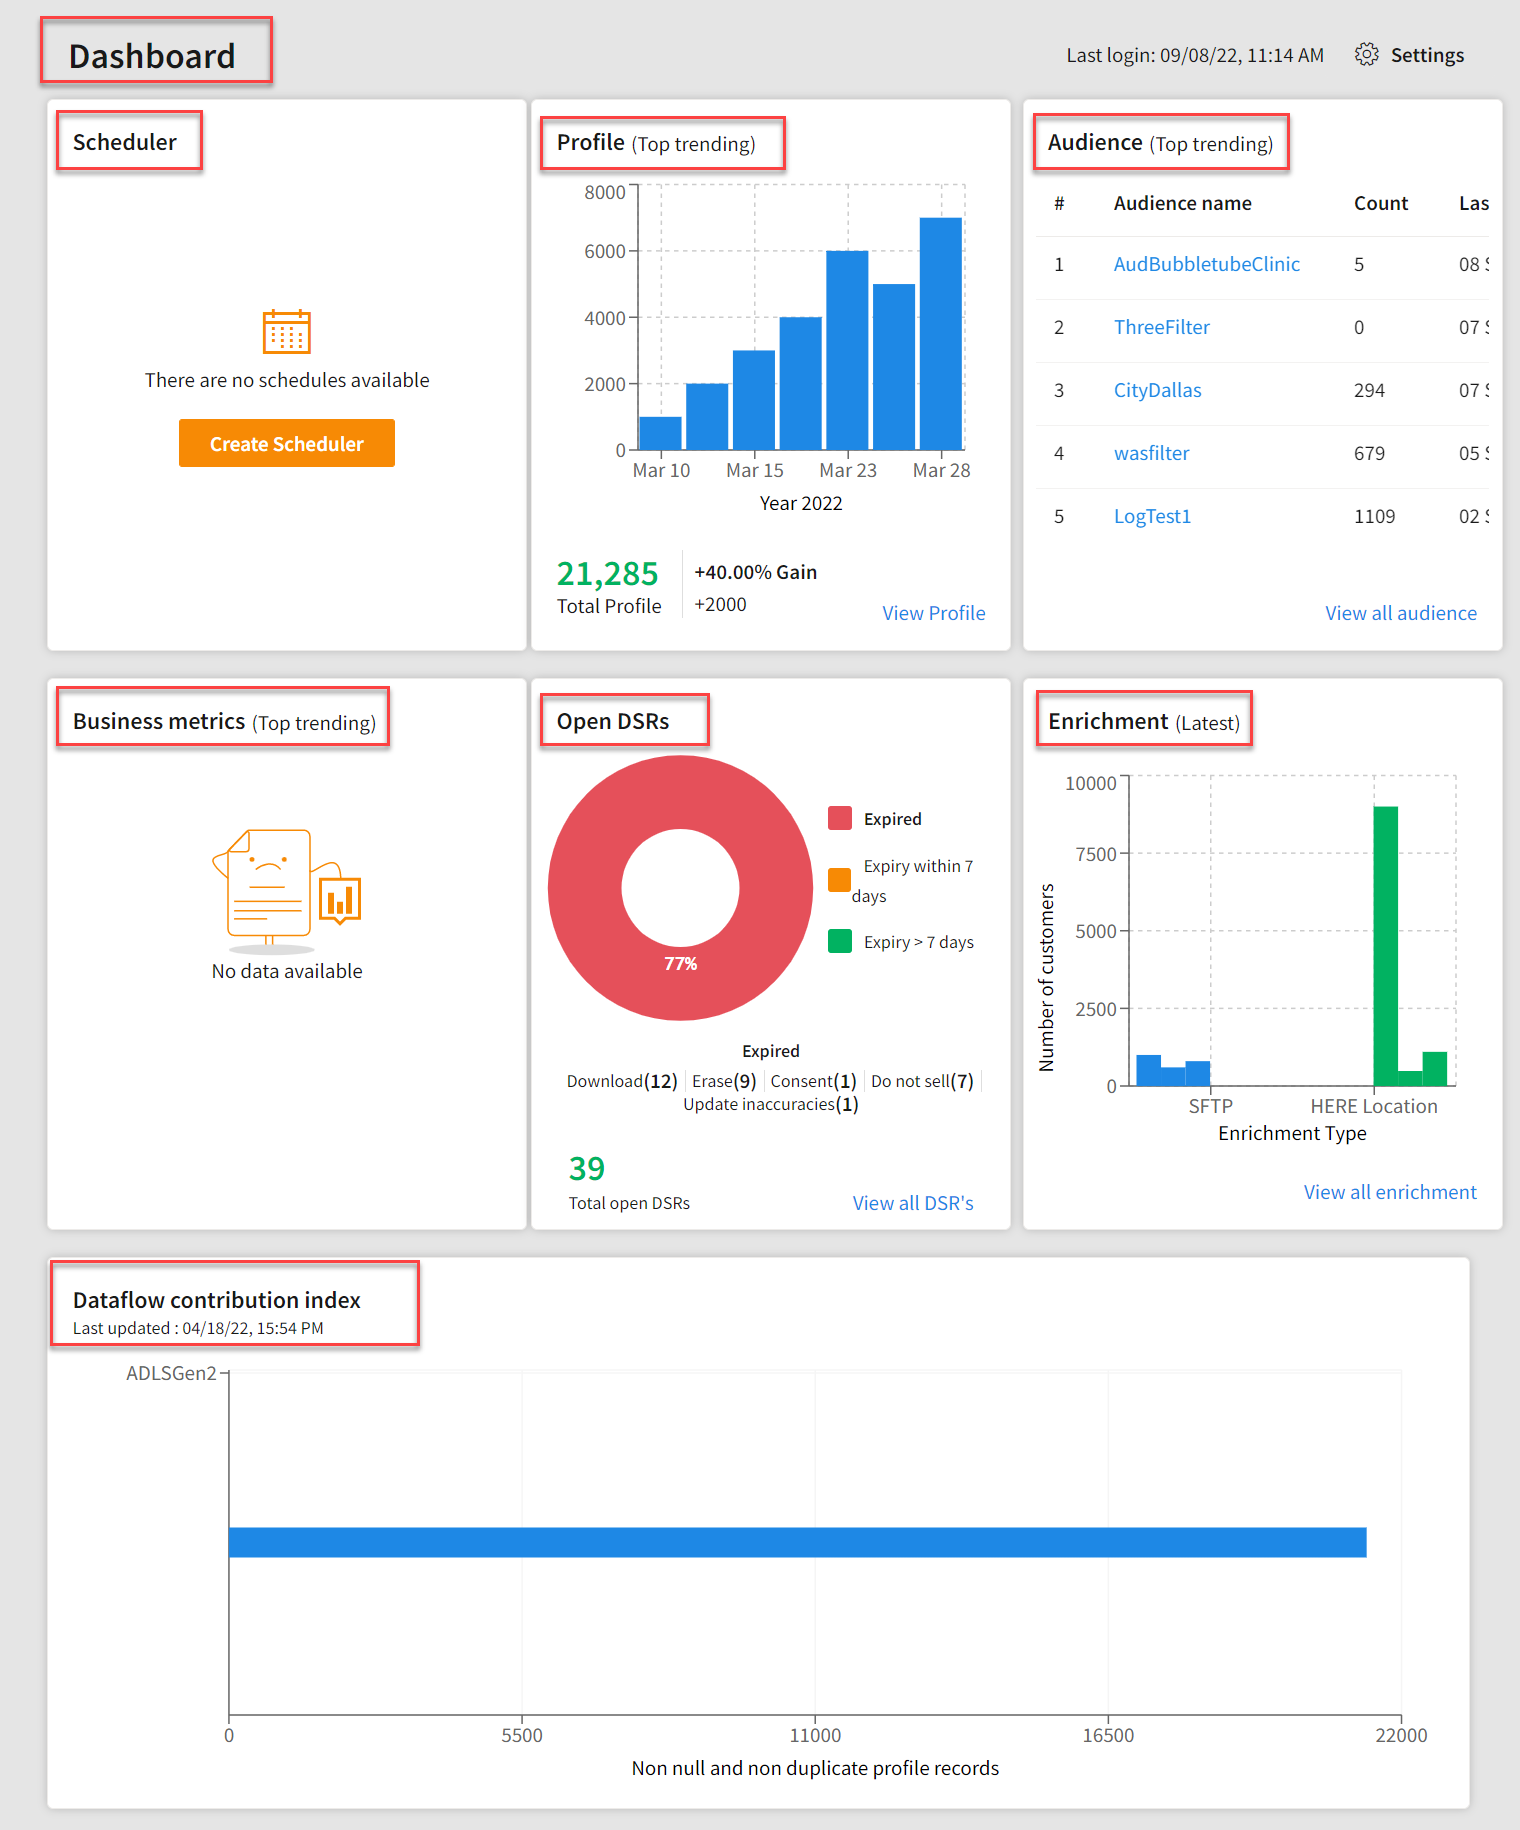 Dashboard
Last login: 09/08/22, 11:14 AM
Settings
Scheduler
There are no schedules available
Create Scheduler
Profile (Top trending)
8000
6000
4000
2000
0
Mar 10 Mar 15 Mar 23 Mar 28
Year 2022
21,285
Total Profile
+40.00% Gain
+2000
View Profile
Audience (Top trending)
# Audience name Count Las
1 AudBubbletubeClinic 5 08
2 ThreeFilter 0 07
3 CityDallas 294 07
4 wasfilter 679 05
5 LogTest1 1109 02
View all audience
Business metrics (Top trending)
No data available
Open DSRs
77%
Expired
Expiry within 7
days
Expiry > 7 days
Expired
Download(12) Erase(9) Consent(1) Do not sell(7)
Update inaccuracies(1)
39
Total open DSRs
View all DSR's
Enrichment (Latest)
Number of customers
10000
7500
5000
2500
0
SFTP HERE Location
Enrichment Type
View all enrichment
Dataflow contribution index
Last updated : 04/18/22, 15:54 PM
ADLSGen2
0 5500 11000 16500 22000
Non null and non duplicate profile records